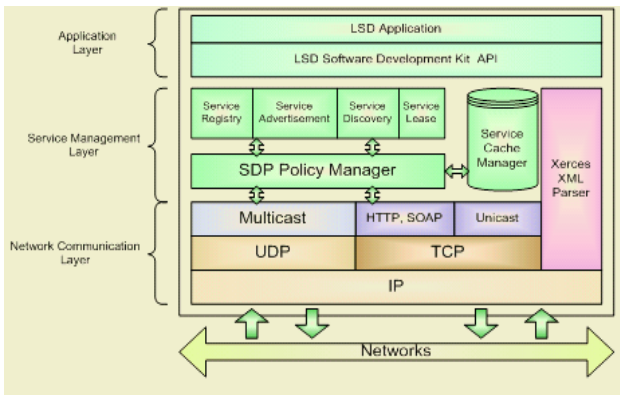 Application
Layer
LSD Application
LSD Software Development Kit API
Service Management
Layer
Service
Registry
Service
Advertisement
Service
Discovery
Service
Lease
Service
Cache
Manager
Xerces
XML
Parser
SDP Policy Manager
Network Communication
Layer
Multicast
HTTP, SOAP
Unicast
UDP
TCP
IP
Networks